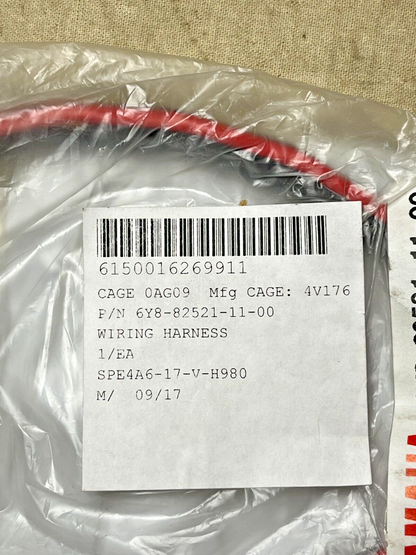 6150016269911
CAGE 0AG09 Mfg CAGE: 4V176
P/N 6Y8-82521-11-00
WIRING HARNESS
1/EA
SPE4A6-17-V-H980
M/ 09/17